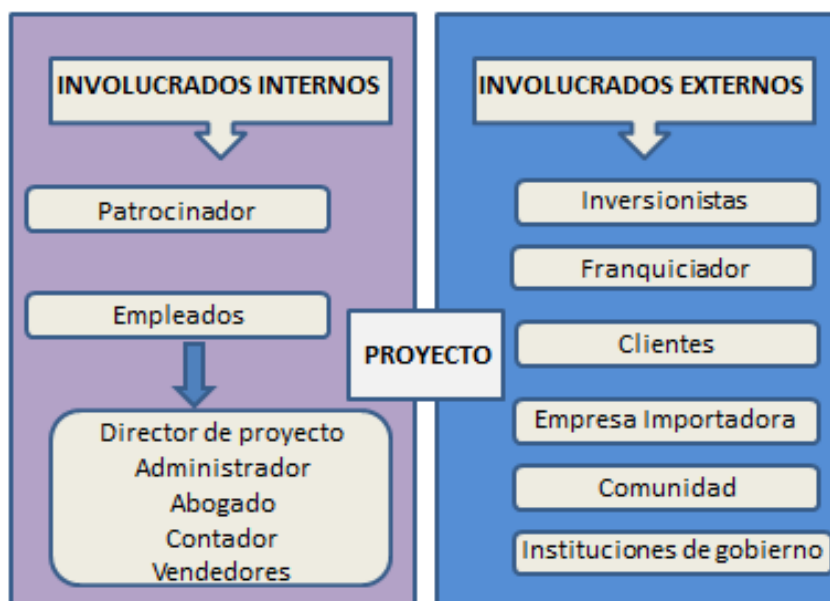 INVOLUCRADOS INTERNOS
Patrocinador
Empleados
Director de proyecto
Administrador
Abogado
Contador
Vendedores
PROYECTO
INVOLUCRADOS EXTERNOS
Inversionistas
Franquiciador
Clientes
Empresa Importadora
Comunidad
Instituciones de gobierno